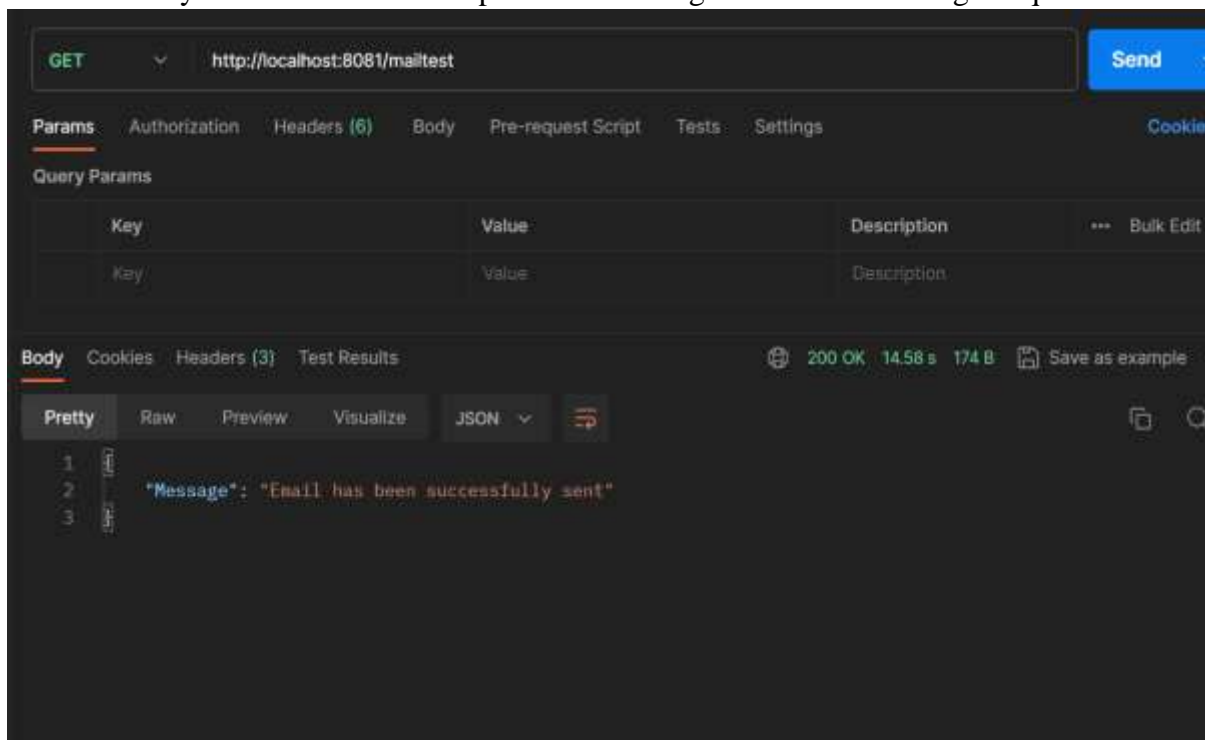 GET http://localhost:8081/mailtest Send
Params Authorization Headers (6) Body Pre-request Script Tests Settings Cookie
Query Params
Key Value Description ••• Bulk Edit
Key Value Description
Body Cookies Headers (3) Test Results 200 OK 14.58 s 174 B Save as example
Pretty Raw Preview Visualize JSON
1 {
2 "Message": "Email has been successfully sent"
3 }